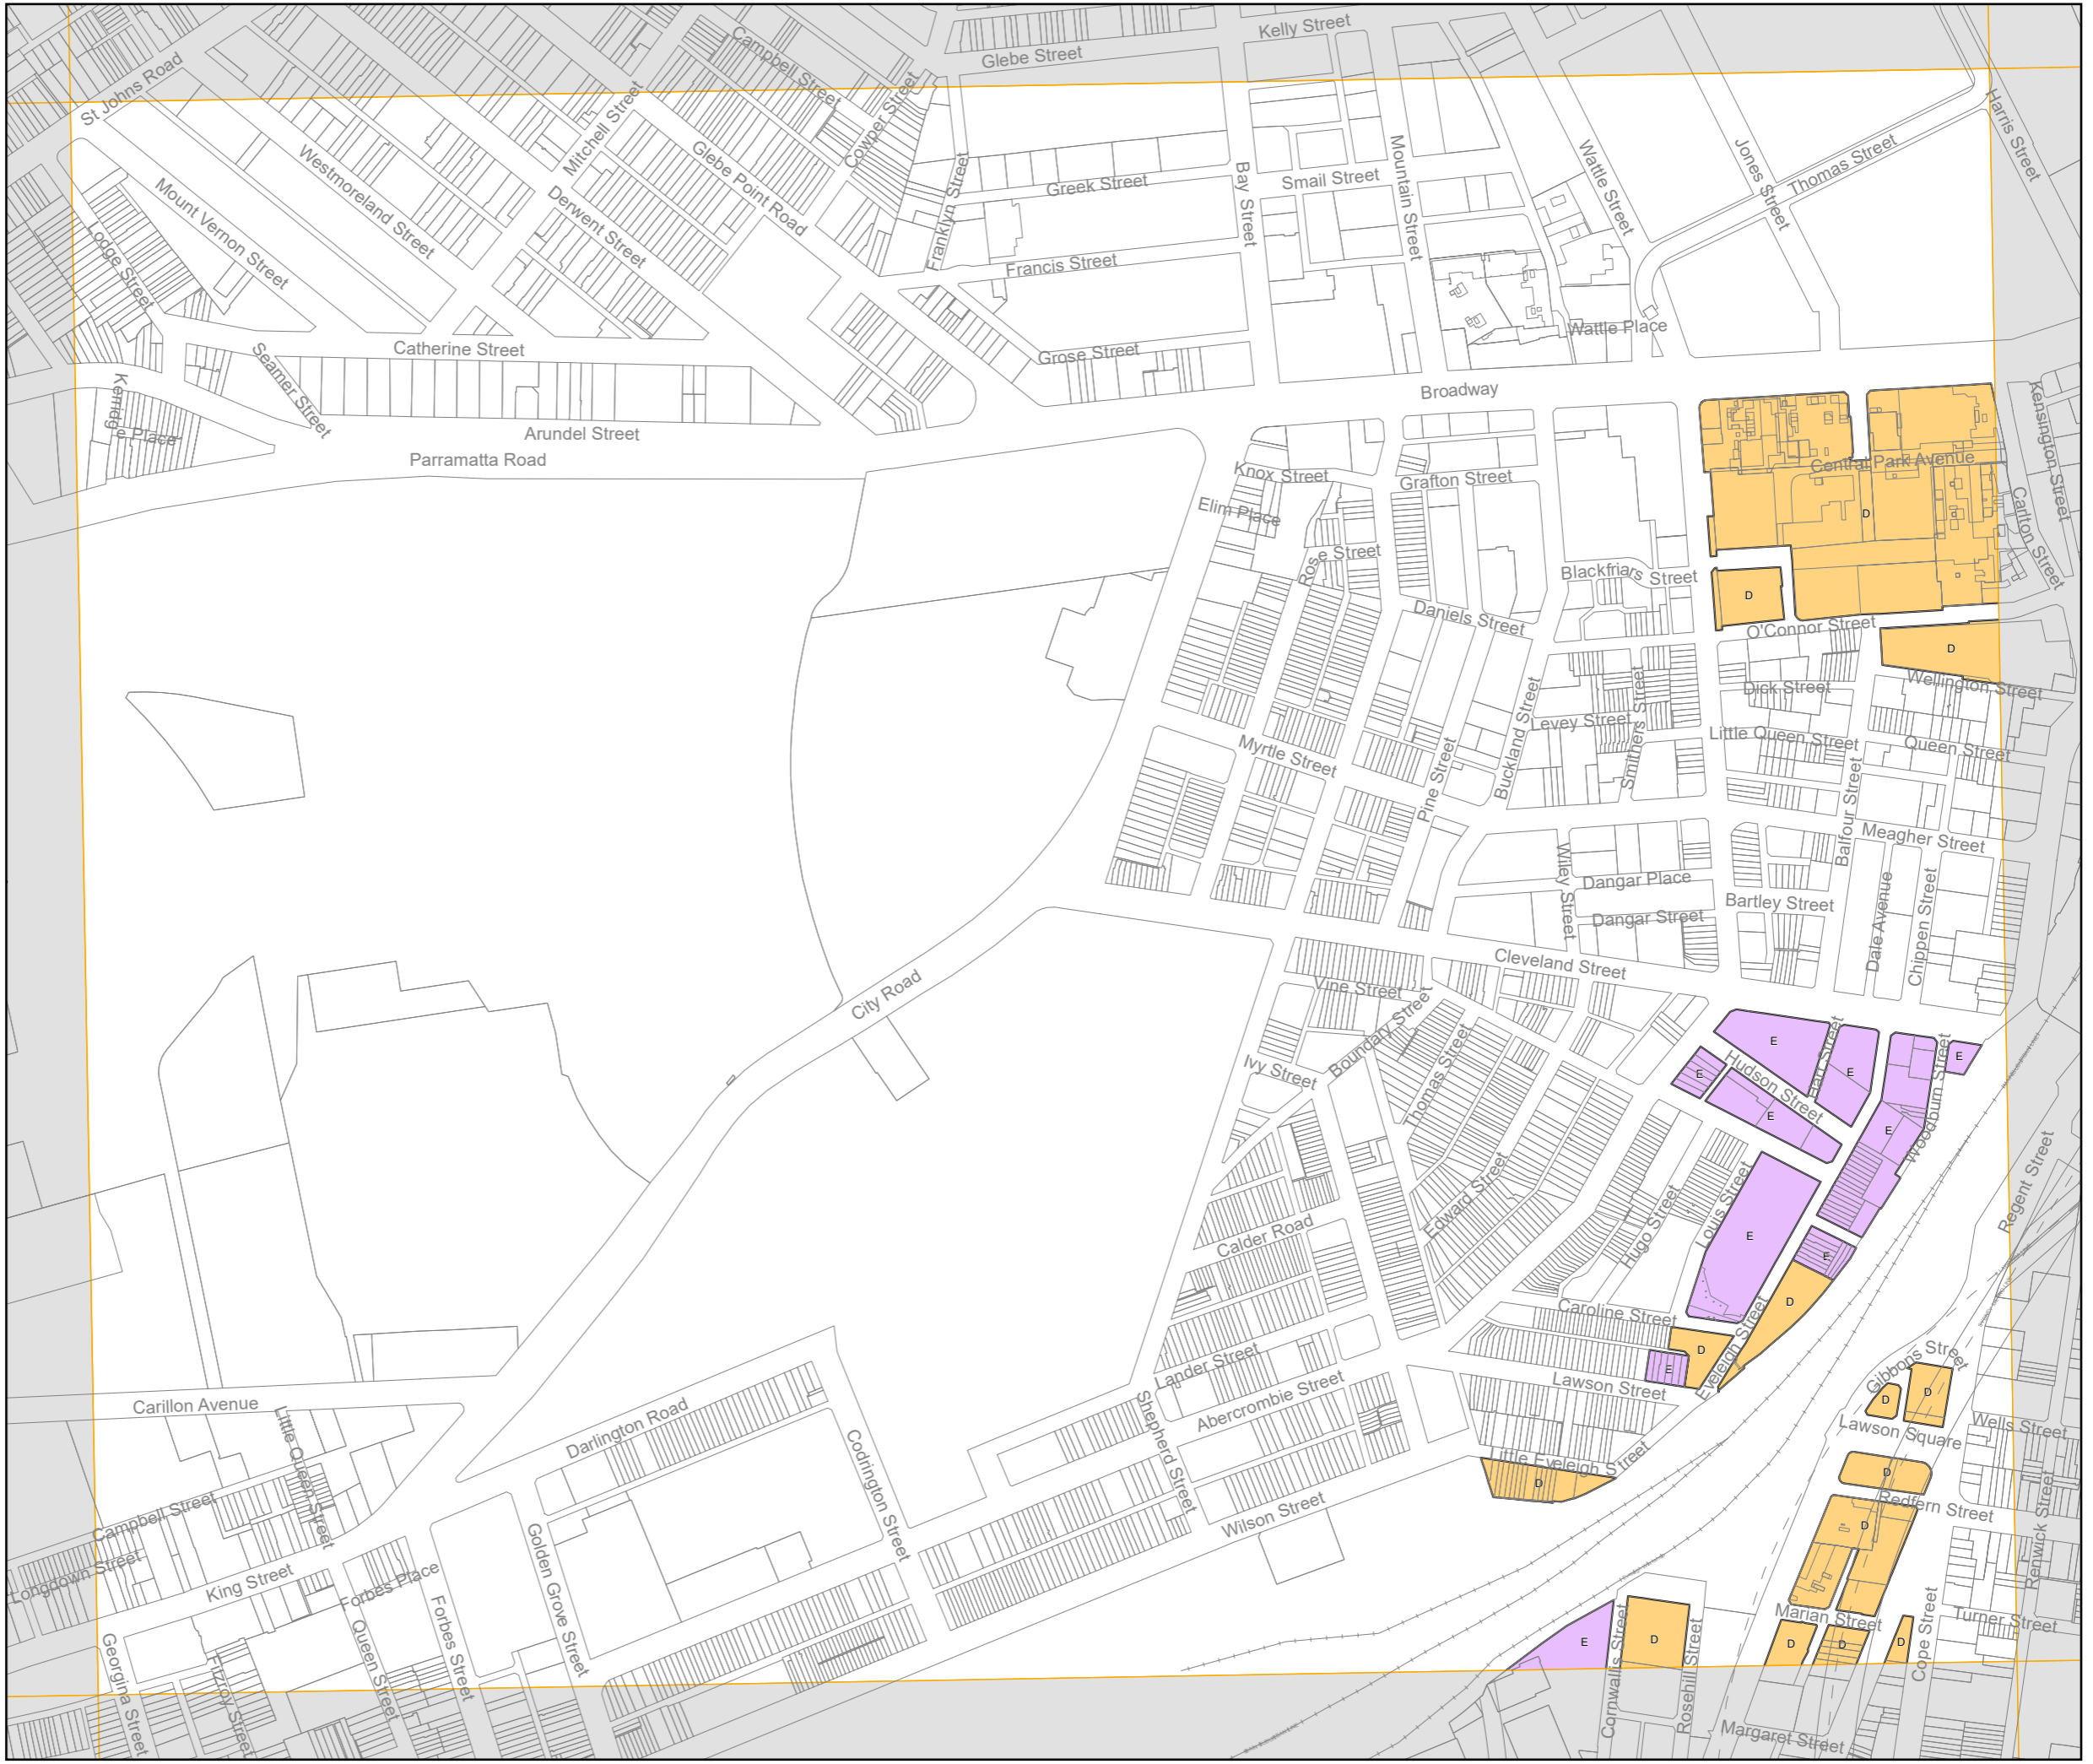 Kelly Street
Glebe Street
Campbell Street
St Johns Road
Mitchell Street
Cowper Street
Harris Street
Westmoreland Street
Glebe Point Road
Franklyn Street
Greek Street
Bay Street
Smail Street
Mountain Street
Wattle Street
Jones Street
Thomas Street
Mount Vernon Street
Derwent Street
Lodge Street
Francis Street
Wattle Place
Catherine Street
Seamer Street
Grose Street
Broadway
Kerridge Place
Arundel Street
Parramatta Road
Kensington Street
Central Park Avenue
Knox Street
Grafton Street
Elim Place
Carlton Street
D
Rose Street
Blackfriars Street
D
Daniels Street
O'Connor Street
D
Wellington Street
Dick Street
Buckland Street
Levey Street
Smithers Street
Little Queen Street
Queen Street
Myrtle Street
Pine Street
Balfour Street
Meagher Street
Wiley Street
Dangar Place
Bartley Street
Dangar Street
Dale Avenue
Chippen Street
Cleveland Street
Vine Street
City Road
Boundary Street
Ivy Street
Thomas Street
E
E
E
E
E
E
Hudson Street
Hart Street
Woodburn Street
Regent Street
Edward Street
Calder Road
Hugo Street
Louis Street
E
E
D
Caroline Street
D
E
Eveleigh Street
Lander Street
Lawson Street
Gibbons Street
D
D
Carillon Avenue
Little Queen Street
Darlington Road
Codrington Street
Shepherd Street
Abercrombie Street
Lawson Square
Wells Street
Little Eveleigh Street
D
D
Redfern Street
D
Renwick Street
Campbell Street
Longdown Street
King Street
Forbes Place
Golden Grove Street
Wilson Street
Marian Street
Turner Street
Cope Street
Georgina Street
Fitzroy Street
Queen Street
Forbes Street
E
Cornwallis Street
D
Rosehill Street
D
D
D
Margaret Street